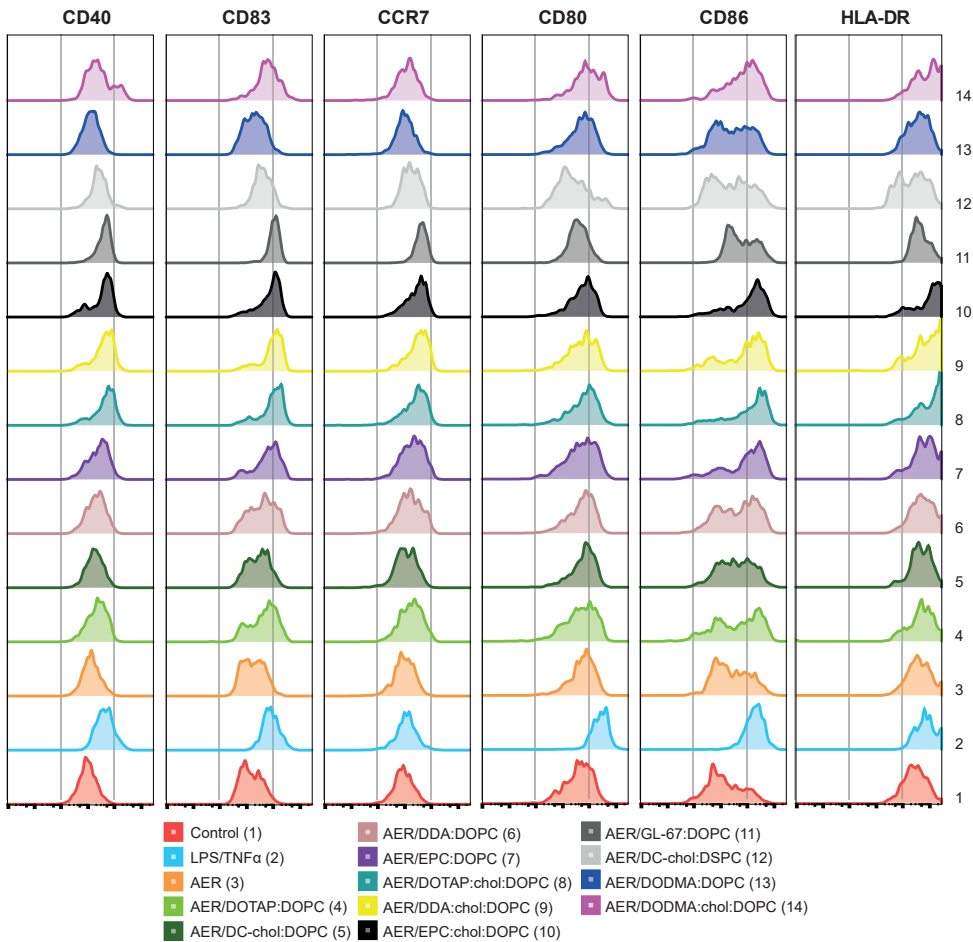 CD40 CD83 CCR7 CD80 CD86 HLA-DR
14
13
12
11
10
9
8
7
6
5
4
3
2
1
Control (1)
LPS/TNFα (2)
AER (3)
AER/DOTAP:DOPC (4)
AER/DC-chol:DOPC (5)
AER/DDA:DOPC (6)
AER/EPC:DOPC (7)
AER/DOTAP:chol:DOPC (8)
AER/DDA:chol:DOPC (9)
AER/EPC:chol:DOPC (10)
AER/GL-67:DOPC (11)
AER/DC-chol:DSPC (12)
AER/DODMA:DOPC (13)
AER/DODMA:chol:DOPC (14)